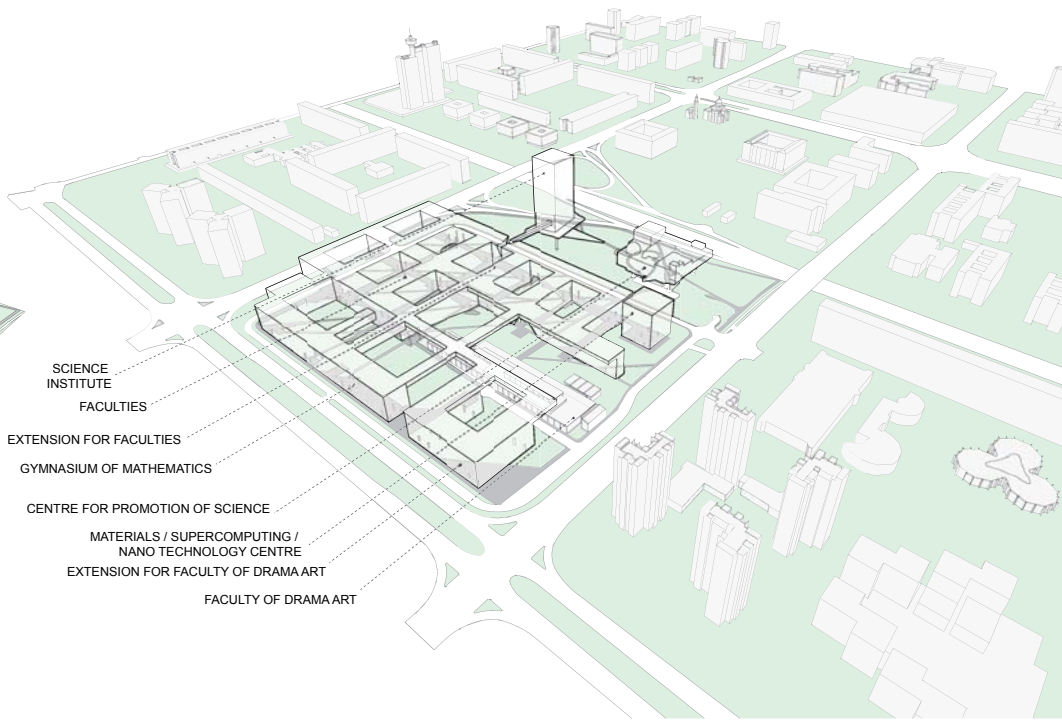 SCIENCE
INSTITUTE
FACULTIES
EXTENSION FOR FACULTIES
GYMNASIUM OF MATHEMATICS
CENTRE FOR PROMOTION OF SCIENCE
MATERIALS / SUPERCOMPUTING /
NANO TECHNOLOGY CENTRE
EXTENSION FOR FACULTY OF DRAMA ART
FACULTY OF DRAMA ART